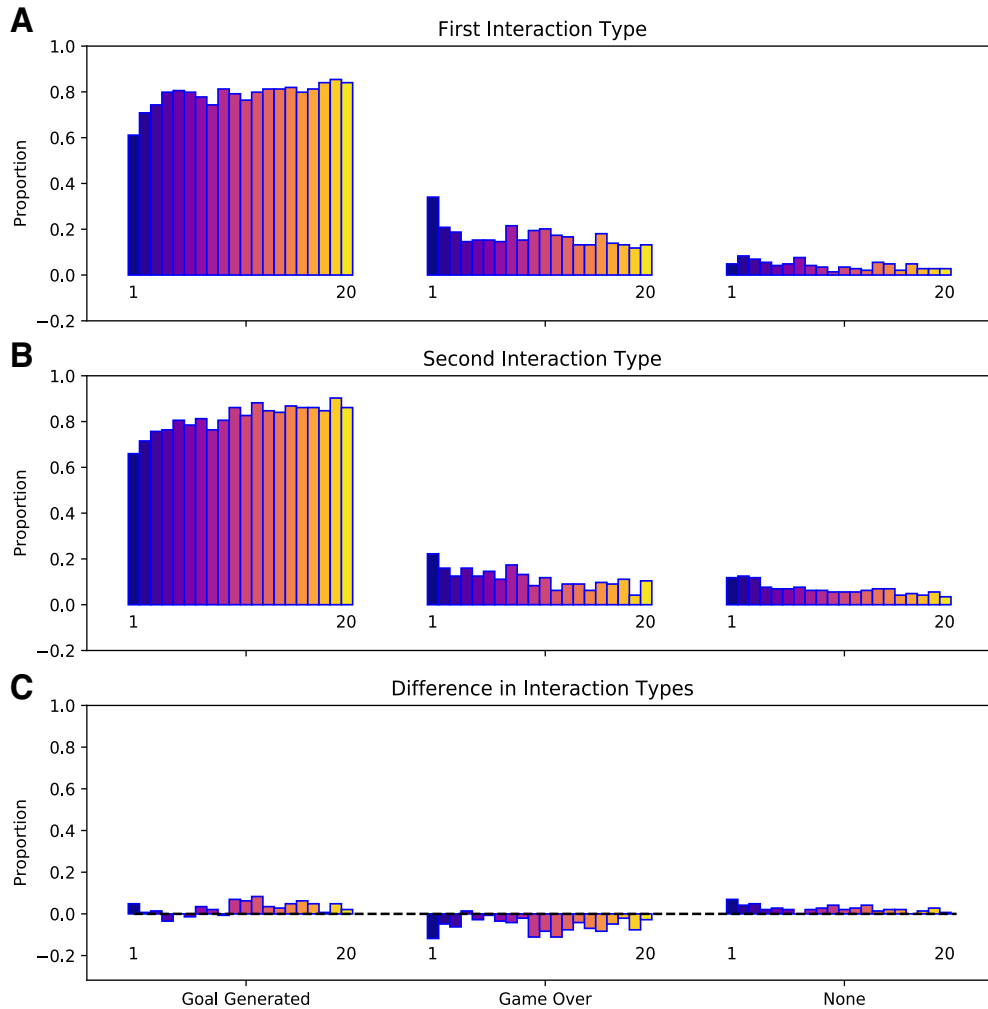 A
First Interaction Type
1.0
0.8
0.6
0.4
0.2
0.0
−0.2
Proportion
1 20 1 20 1 20
B
Second Interaction Type
1.0
0.8
0.6
0.4
0.2
0.0
−0.2
Proportion
1 20 1 20 1 20
C
Difference in Interaction Types
1.0
0.8
0.6
0.4
0.2
0.0
−0.2
Proportion
1 20 1 20 1 20
Goal Generated Game Over None